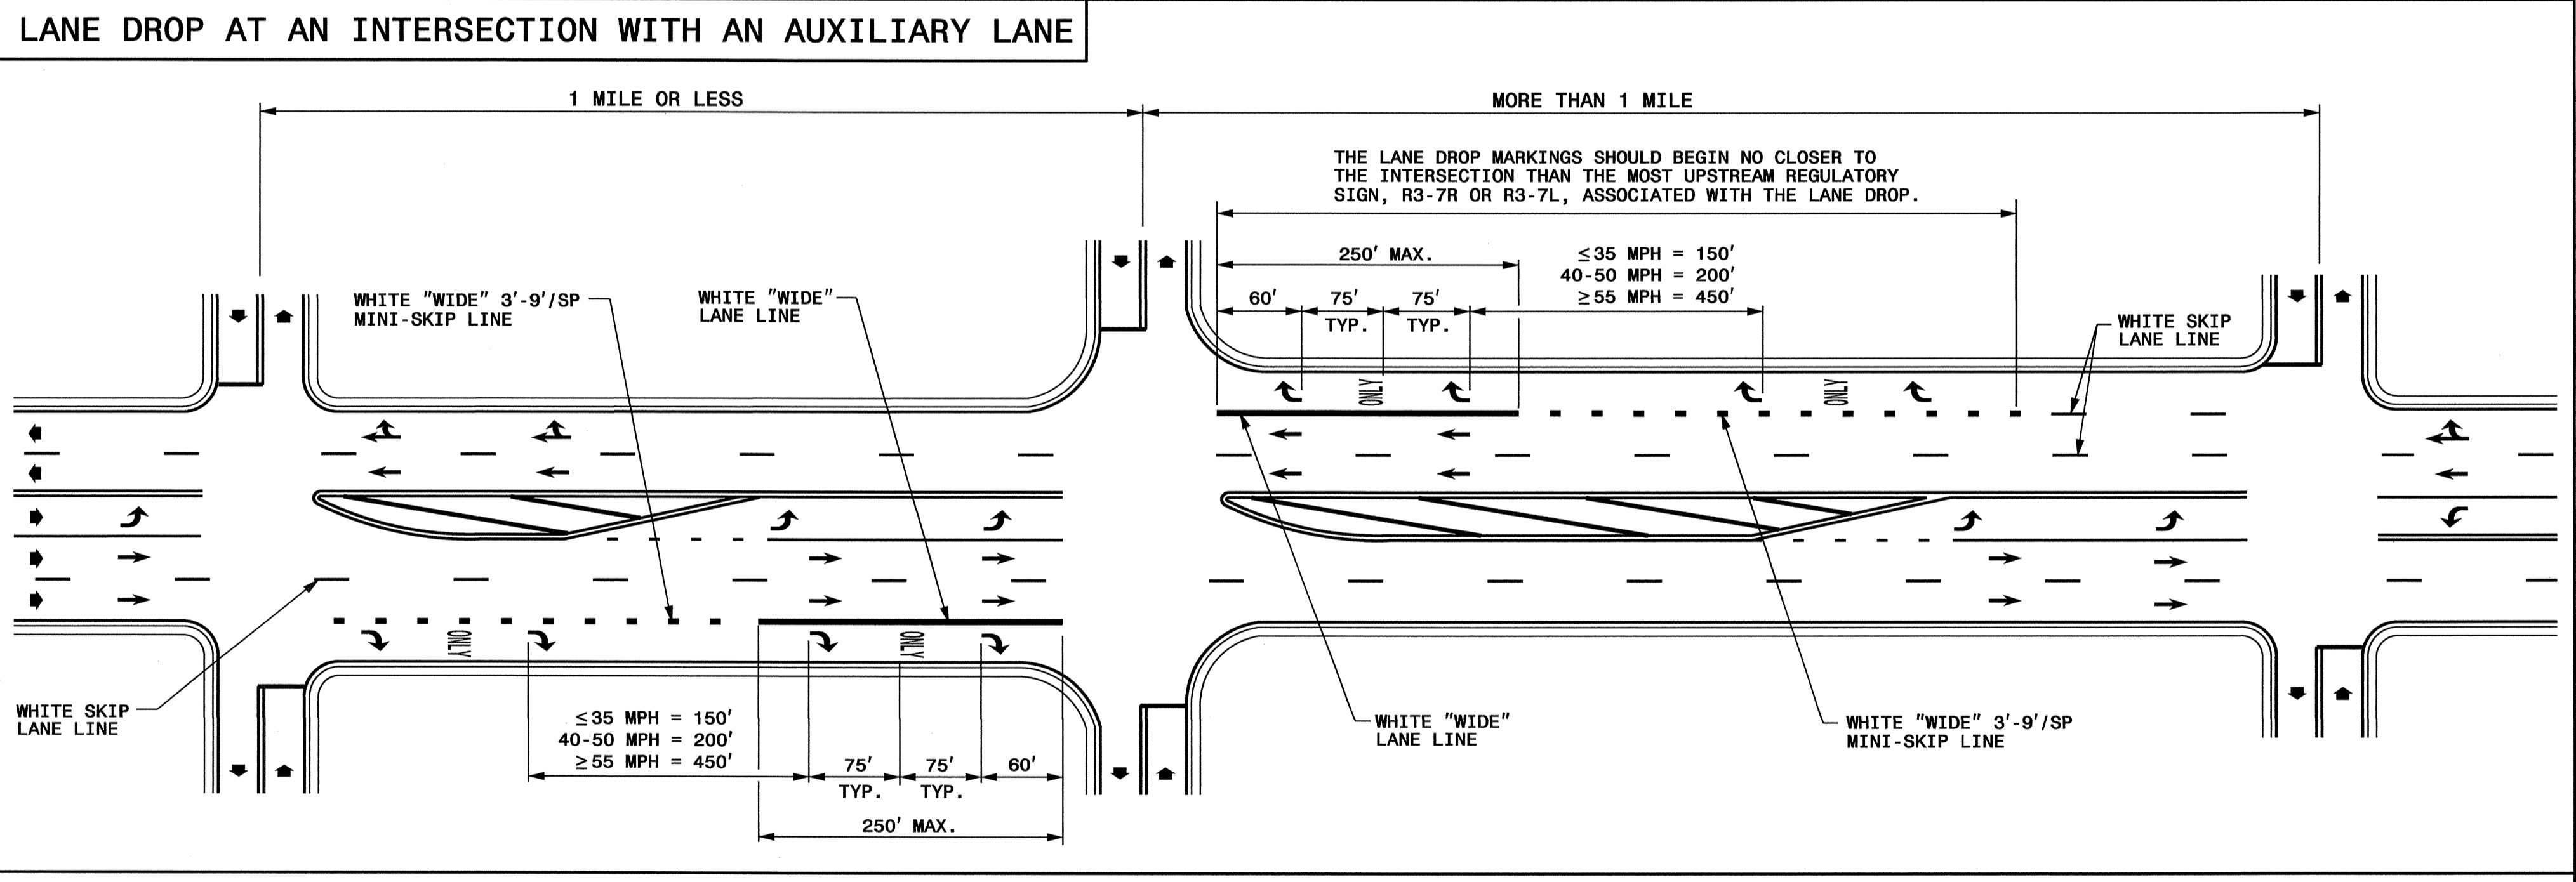 LANE DROP AT AN INTERSECTION WITH AN AUXILIARY LANE
1 MILE OR LESS
MORE THAN 1 MILE
THE LANE DROP MARKINGS SHOULD BEGIN NO CLOSER TO
THE INTERSECTION THAN THE MOST UPSTREAM REGULATORY
SIGN, R3-7R OR R3-7L, ASSOCIATED WITH THE LANE DROP.
250' MAX.
≤35 MPH = 150'
40-50 MPH = 200'
≥55 MPH = 450'
60'
75'
TYP.
75'
TYP.
WHITE "WIDE" 3'-9'/SP
MINI-SKIP LINE
WHITE "WIDE"
LANE LINE
WHITE SKIP
LANE LINE
ONLY
ONLY
ONLY
ONLY
WHITE SKIP
LANE LINE
≤35 MPH = 150'
40-50 MPH = 200'
≥55 MPH = 450'
75'
TYP.
75'
TYP.
60'
250' MAX.
WHITE "WIDE"
LANE LINE
WHITE "WIDE" 3'-9'/SP
MINI-SKIP LINE